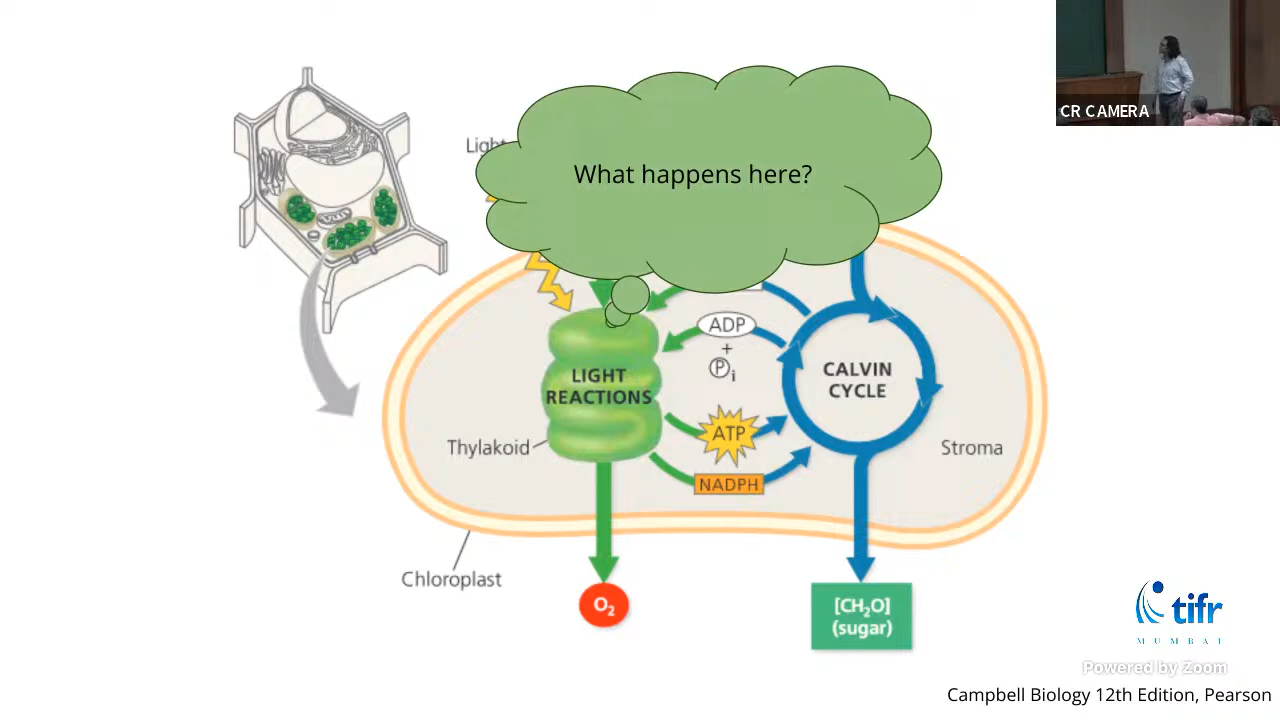 CR CAMERA
Light
What happens here?
ADP
+
Pi
LIGHT
REACTIONS
CALVIN
CYCLE
ATP
Thylakoid
Stroma
NADPH
Chloroplast
O₂
[CH₂O]
(sugar)
tifr
MUMBAI
Powered by Zoom
Campbell Biology 12th Edition, Pearson